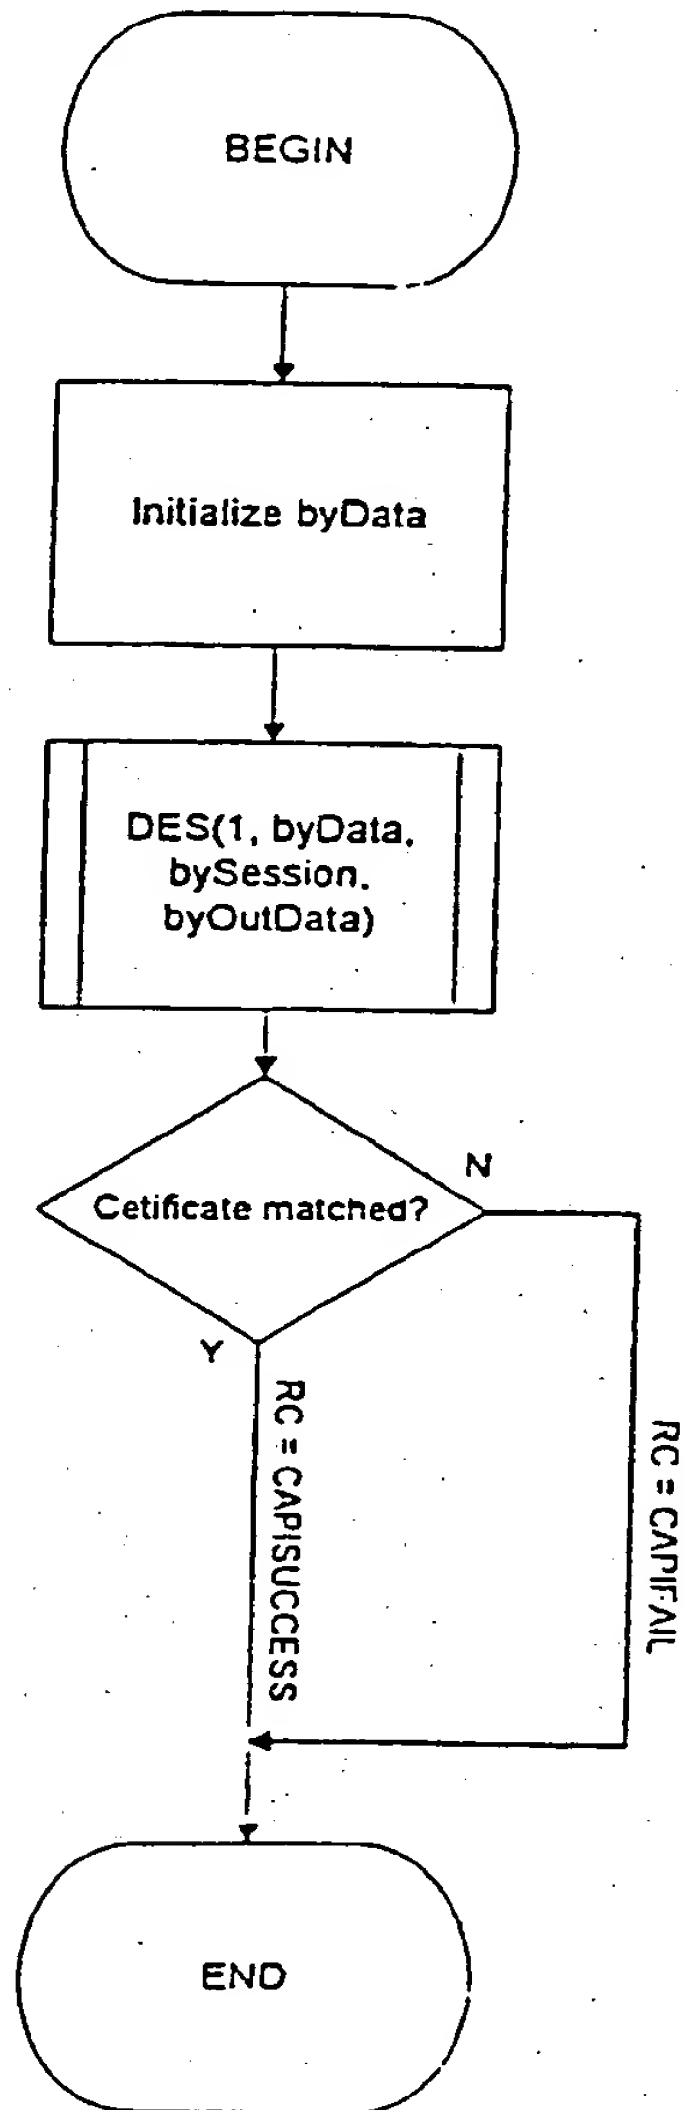 BEGIN
Initialize byData
DES(1, byData,
bySession,
byOutData)
Cetificate matched?
N
Y
RC = CAPISUCCESS
RC = CAPIFAIL
END